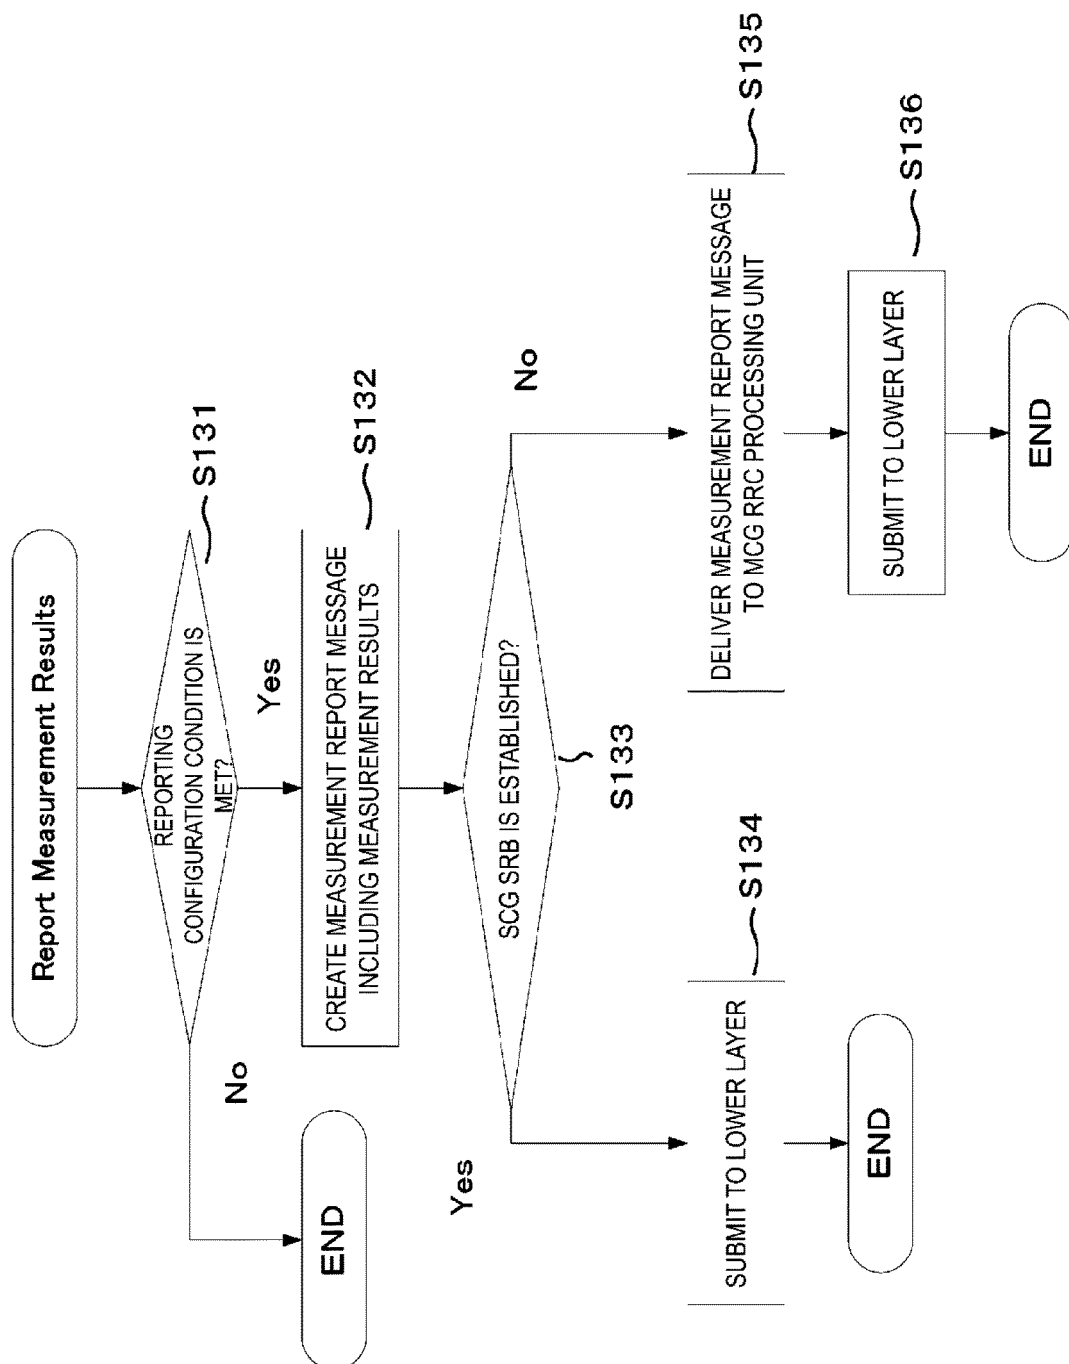 Report Measurement Results
REPORTING
CONFIGURATION CONDITION IS
MET?
S131
No
Yes
END
CREATE MEASUREMENT REPORT MESSAGE
INCLUDING MEASUREMENT RESULTS
S132
SCG SRB IS ESTABLISHED?
S133
Yes
No
SUBMIT TO LOWER LAYER
S134
END
DELIVER MEASUREMENT REPORT MESSAGE
TO MCG RRC PROCESSING UNIT
S135
SUBMIT TO LOWER LAYER
S136
END